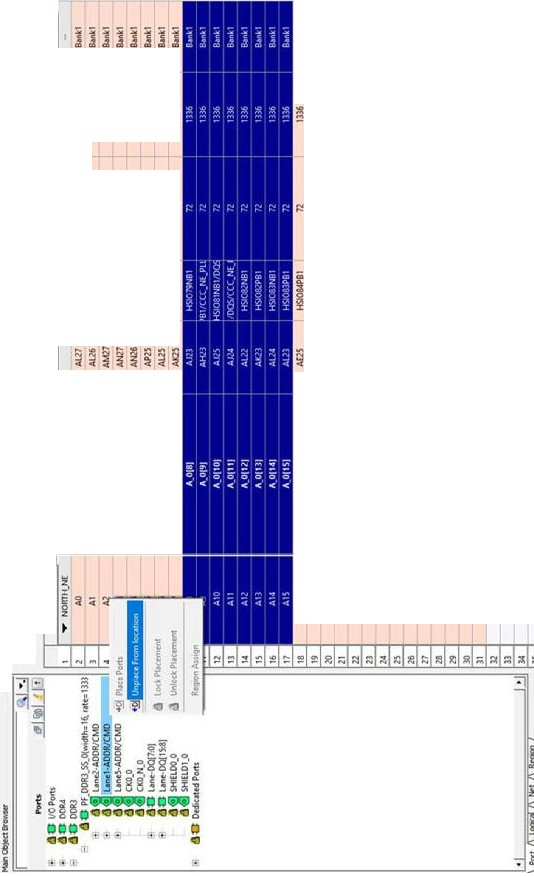 Main Object Browser
Ports
I/O Ports
DDR4
DDR3
PF_DDR3_SS_0(width=16, rate=1333
Lane2-ADDR/CMD
Lane1-ADDR/CMD
Lane5-ADDR/CMD
CK0_0
CK0_N_0
Lane-DQ[7:0]
Lane-DQ[15:8]
SHIELD0_0
SHIELD1_0
Dedicated Ports
Place Ports
Unpace From location
Lock Placement
Unlock Placement
Region Assign
1 NORTH_NE ...
2 A0 AL27 Bank1
3 A1 AL26 Bank1
4 A2 AM27 Bank1
AN27 Bank1
AN26 Bank1
AP25 Bank1
AL25 Bank1
AK25 Bank1
A_0[8] AJ23 HSIO79NB1 72 1336 Bank1
A_0[9] AH23 PB1/CCC_NE_PLL 72 1336 Bank1
12 A10 A_0[10] AJ25 HSIO81NB1/DQS 72 1336 Bank1
13 A11 A_0[11] AJ24 /DQS/CCC_NE_I 72 1336 Bank1
14 A12 A_0[12] AL22 HSIO82NB1 72 1336 Bank1
15 A13 A_0[13] AK23 HSIO82PB1 72 1336 Bank1
16 A14 A_0[14] AL24 HSIO83NB1 72 1336 Bank1
17 A15 A_0[15] AL23 HSIO83PB1 72 1336 Bank1
18 AE25 HSIO84PB1 72 1336
19
20
21
22
23
24
25
26
27
28
29
30
31
32
33
34
Port / Logical / Net / Region /